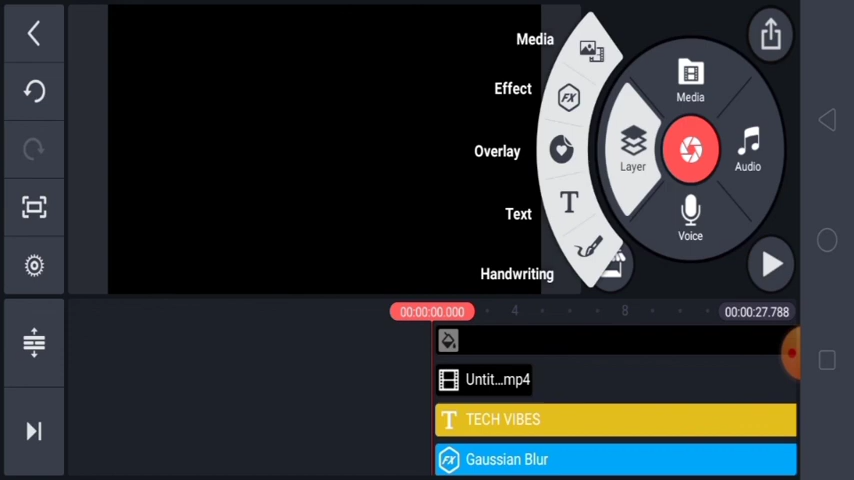 Media
Effect
Overlay
Text
Handwriting
Media
Layer
Audio
Voice
00:00:00.000
4
8
00:00:27.788
Untit...mp4
T TECH VIBES
FX Gaussian Blur